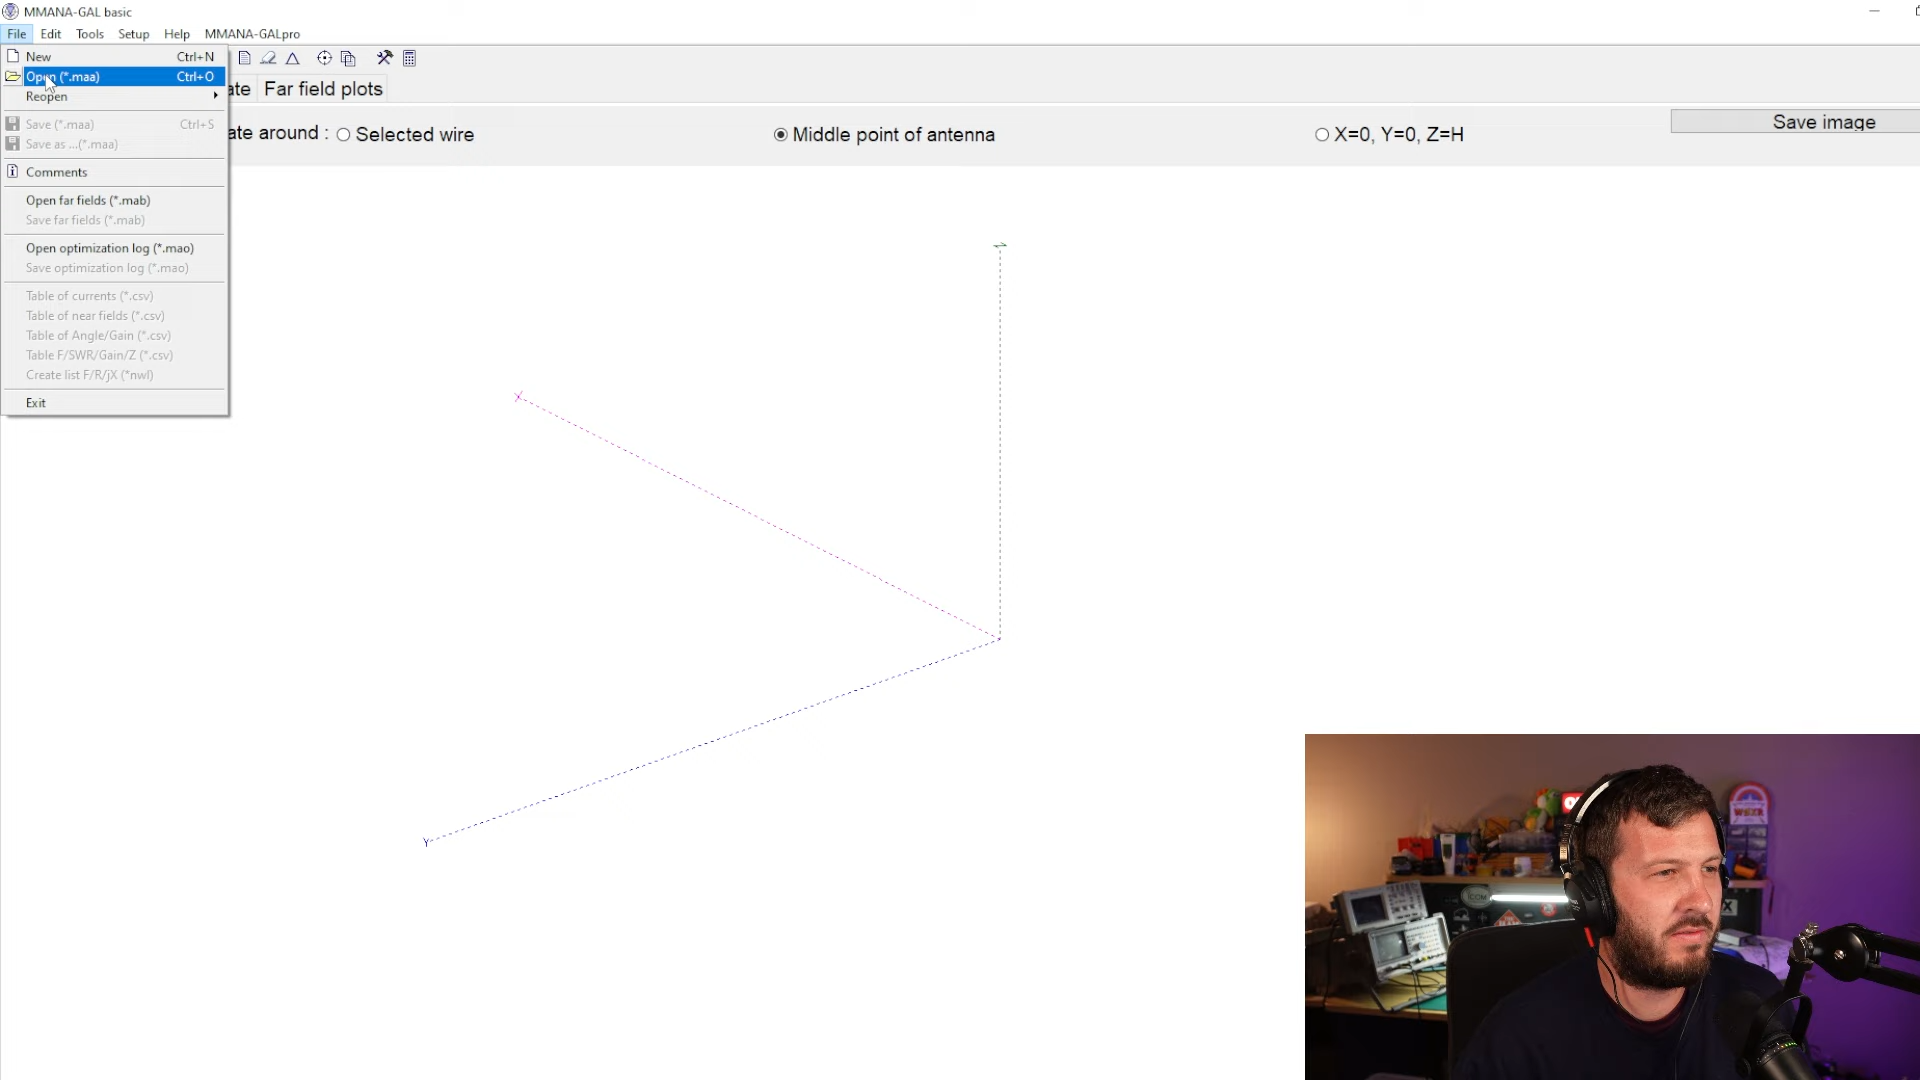 MMANA-GAL basic
File Edit Tools Setup Help MMANA-GALpro
New Ctrl+N
Open (*.maa) Ctrl+O
Reopen
Save (*.maa) Ctrl+S
Save as ...(*.maa)
Comments
Open far fields (*.mab)
Save far fields (*.mab)
Open optimization log (*.mao)
Save optimization log (*.mao)
Table of currents (*.csv)
Table of near fields (*.csv)
Table of Angle/Gain (*.csv)
Table F/SWR/Gain/Z (*.csv)
Create list F/R/jX (*nwl)
Exit
ate Far field plots
ate around : Selected wire Middle point of antenna X=0, Y=0, Z=H Save image
Z
X
Y
ICOM